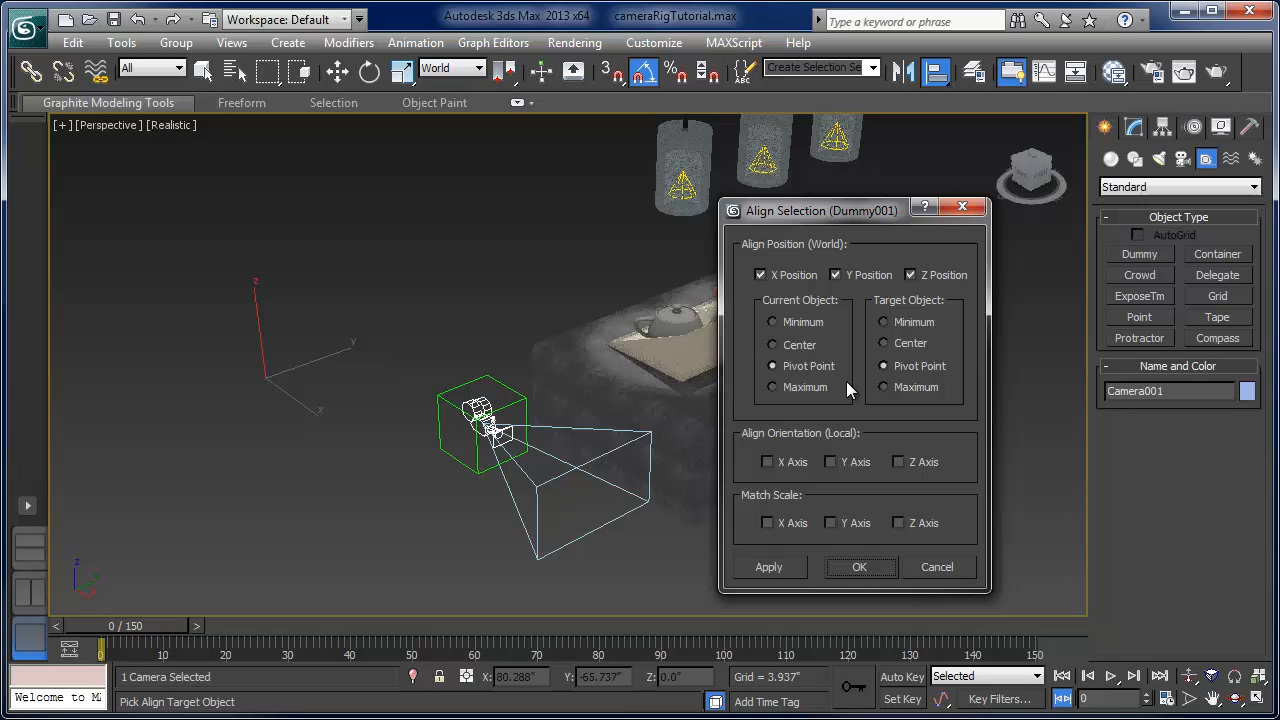 Workspace: Default
Autodesk 3ds Max  2013 x64
cameraRigTutorial.max
Type a keyword or phrase
Edit
Tools
Group
Views
Create
Modifiers
Animation
Graph Editors
Rendering
Customize
MAXScript
Help
All
World
3
Create Selection Se
Graphite Modeling Tools
Freeform
Selection
Object Paint
[+] [Perspective] [Realistic]
Standard
Align Selection (Dummy001)
Object Type
AutoGrid
Align Position (World):
Dummy
Container
X Position
Y Position
Z Position
Crowd
Delegate
z
Current Object:
Target Object:
ExposeTm
Grid
Minimum
Minimum
Point
Tape
y
Center
Center
Protractor
Compass
Pivot Point
Pivot Point
Name and Color
Maximum
Maximum
Camera001
x
Align Orientation (Local):
X Axis
Y Axis
Z Axis
Match Scale:
X Axis
Y Axis
Z Axis
z
Apply
OK
Cancel
0 / 150
0
10
20
30
40
50
60
70
80
90
100
110
120
130
140
150
1 Camera Selected
X:
80.288"
Y:
-65.737"
Z:
0.0"
Grid = 3.937"
Auto Key
Selected
Welcome to M
Pick Align Target Object
Add Time Tag
Set Key
Key Filters...
0